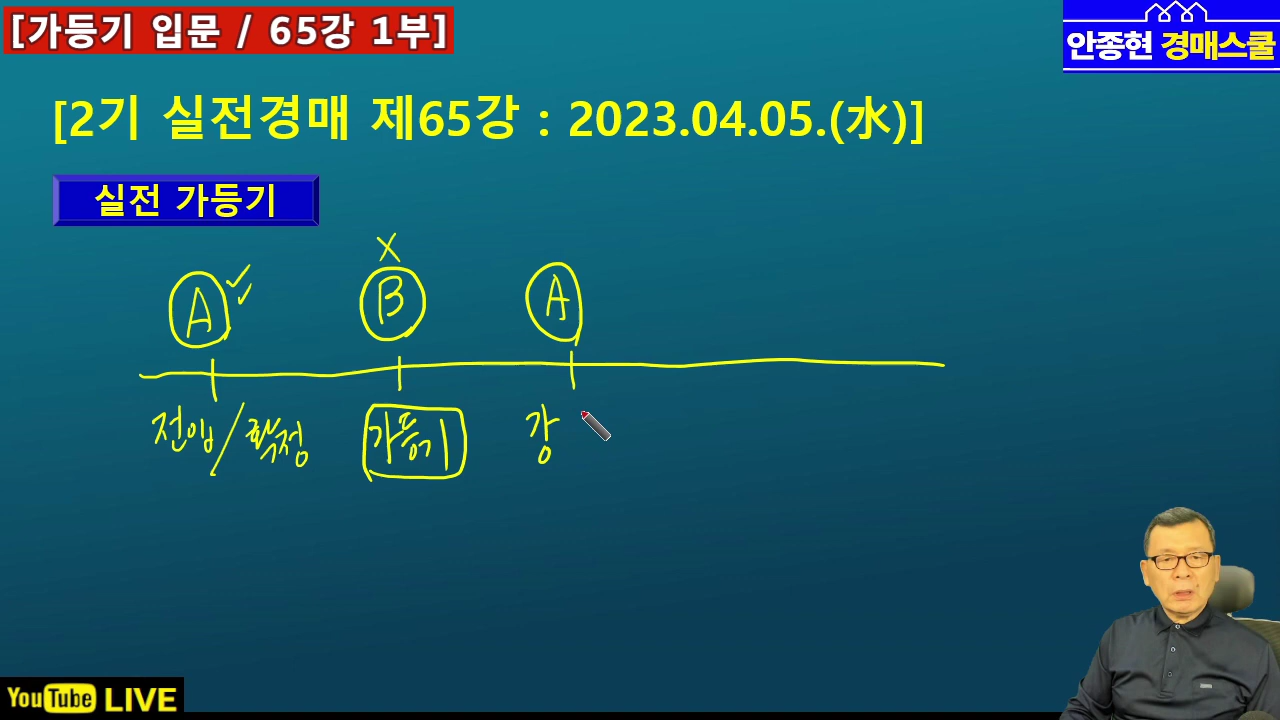 [가등기 입문 / 65강 1부]
안종현 경매스쿨
[2기 실전경매 제65강 : 2023.04.05.(水)]
실전 가등기
X
A B A
전입/확정 가등기 강
YouTube LIVE